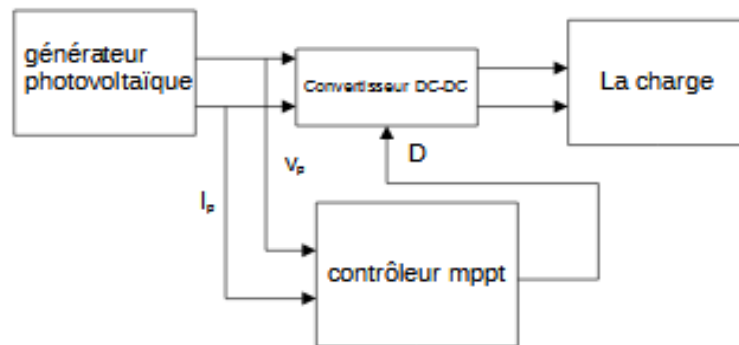 générateur
photovoltaïque
Convertisseur DC-DC
La charge
D
Vₚ
Iₚ
contrôleur mppt